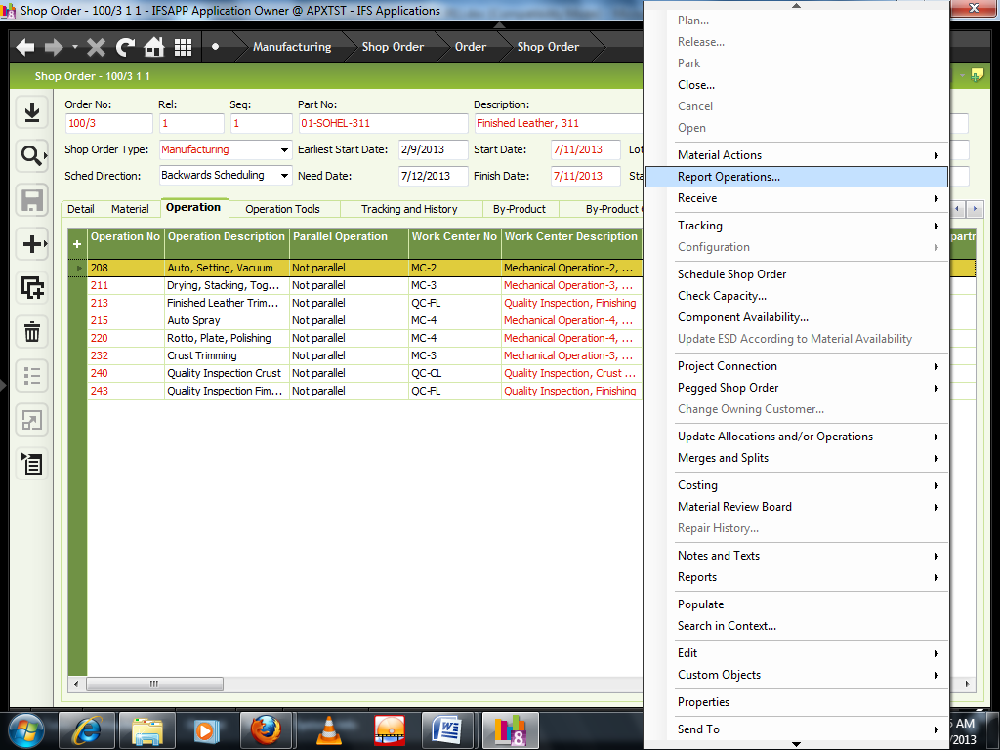 Shop Order - 100/3 1 1 - IFSAPP Application Owner @ APXTST - IFS Applications
Manufacturing Shop Order Order Shop Order
Shop Order - 100/3 1 1
Order No: Rel: Seq: Part No: Description:
100/3 1 1 01-SOHEL-311 Finished Leather, 311
Shop Order Type: Manufacturing Earliest Start Date: 2/9/2013 Start Date: 7/11/2013 Lot
Sched Direction: Backwards Scheduling Need Date: 7/12/2013 Finish Date: 7/11/2013 Sta
Detail Material Operation Operation Tools Tracking and History By-Product By-Product
Operation No Operation Description Parallel Operation Work Center No Work Center Description
208 Auto, Setting, Vacuum Not parallel MC-2 Mechanical Operation-2, ...
211 Drying, Stacking, Tog... Not parallel MC-3 Mechanical Operation-3, ...
213 Finished Leather Trim... Not parallel QC-FL Quality Inspection, Finishing
215 Auto Spray Not parallel MC-4 Mechanical Operation-4, ...
220 Rotto, Plate, Polishing Not parallel MC-4 Mechanical Operation-4, ...
232 Crust Trimming Not parallel MC-3 Mechanical Operation-3, ...
240 Quality Inspection Crust Not parallel QC-CL Quality Inspection, Crust ...
243 Quality Inspection Fim... Not parallel QC-FL Quality Inspection, Finishing
Plan...
Release...
Park
Close...
Cancel
Open
Material Actions
Report Operations...
Receive
Tracking
Configuration
Schedule Shop Order
Check Capacity...
Component Availability...
Update ESD According to Material Availability
Project Connection
Pegged Shop Order
Change Owning Customer...
Update Allocations and/or Operations
Merges and Splits
Costing
Material Review Board
Repair History...
Notes and Texts
Reports
Populate
Search in Context...
Edit
Custom Objects
Properties
Send To
AM
/2013